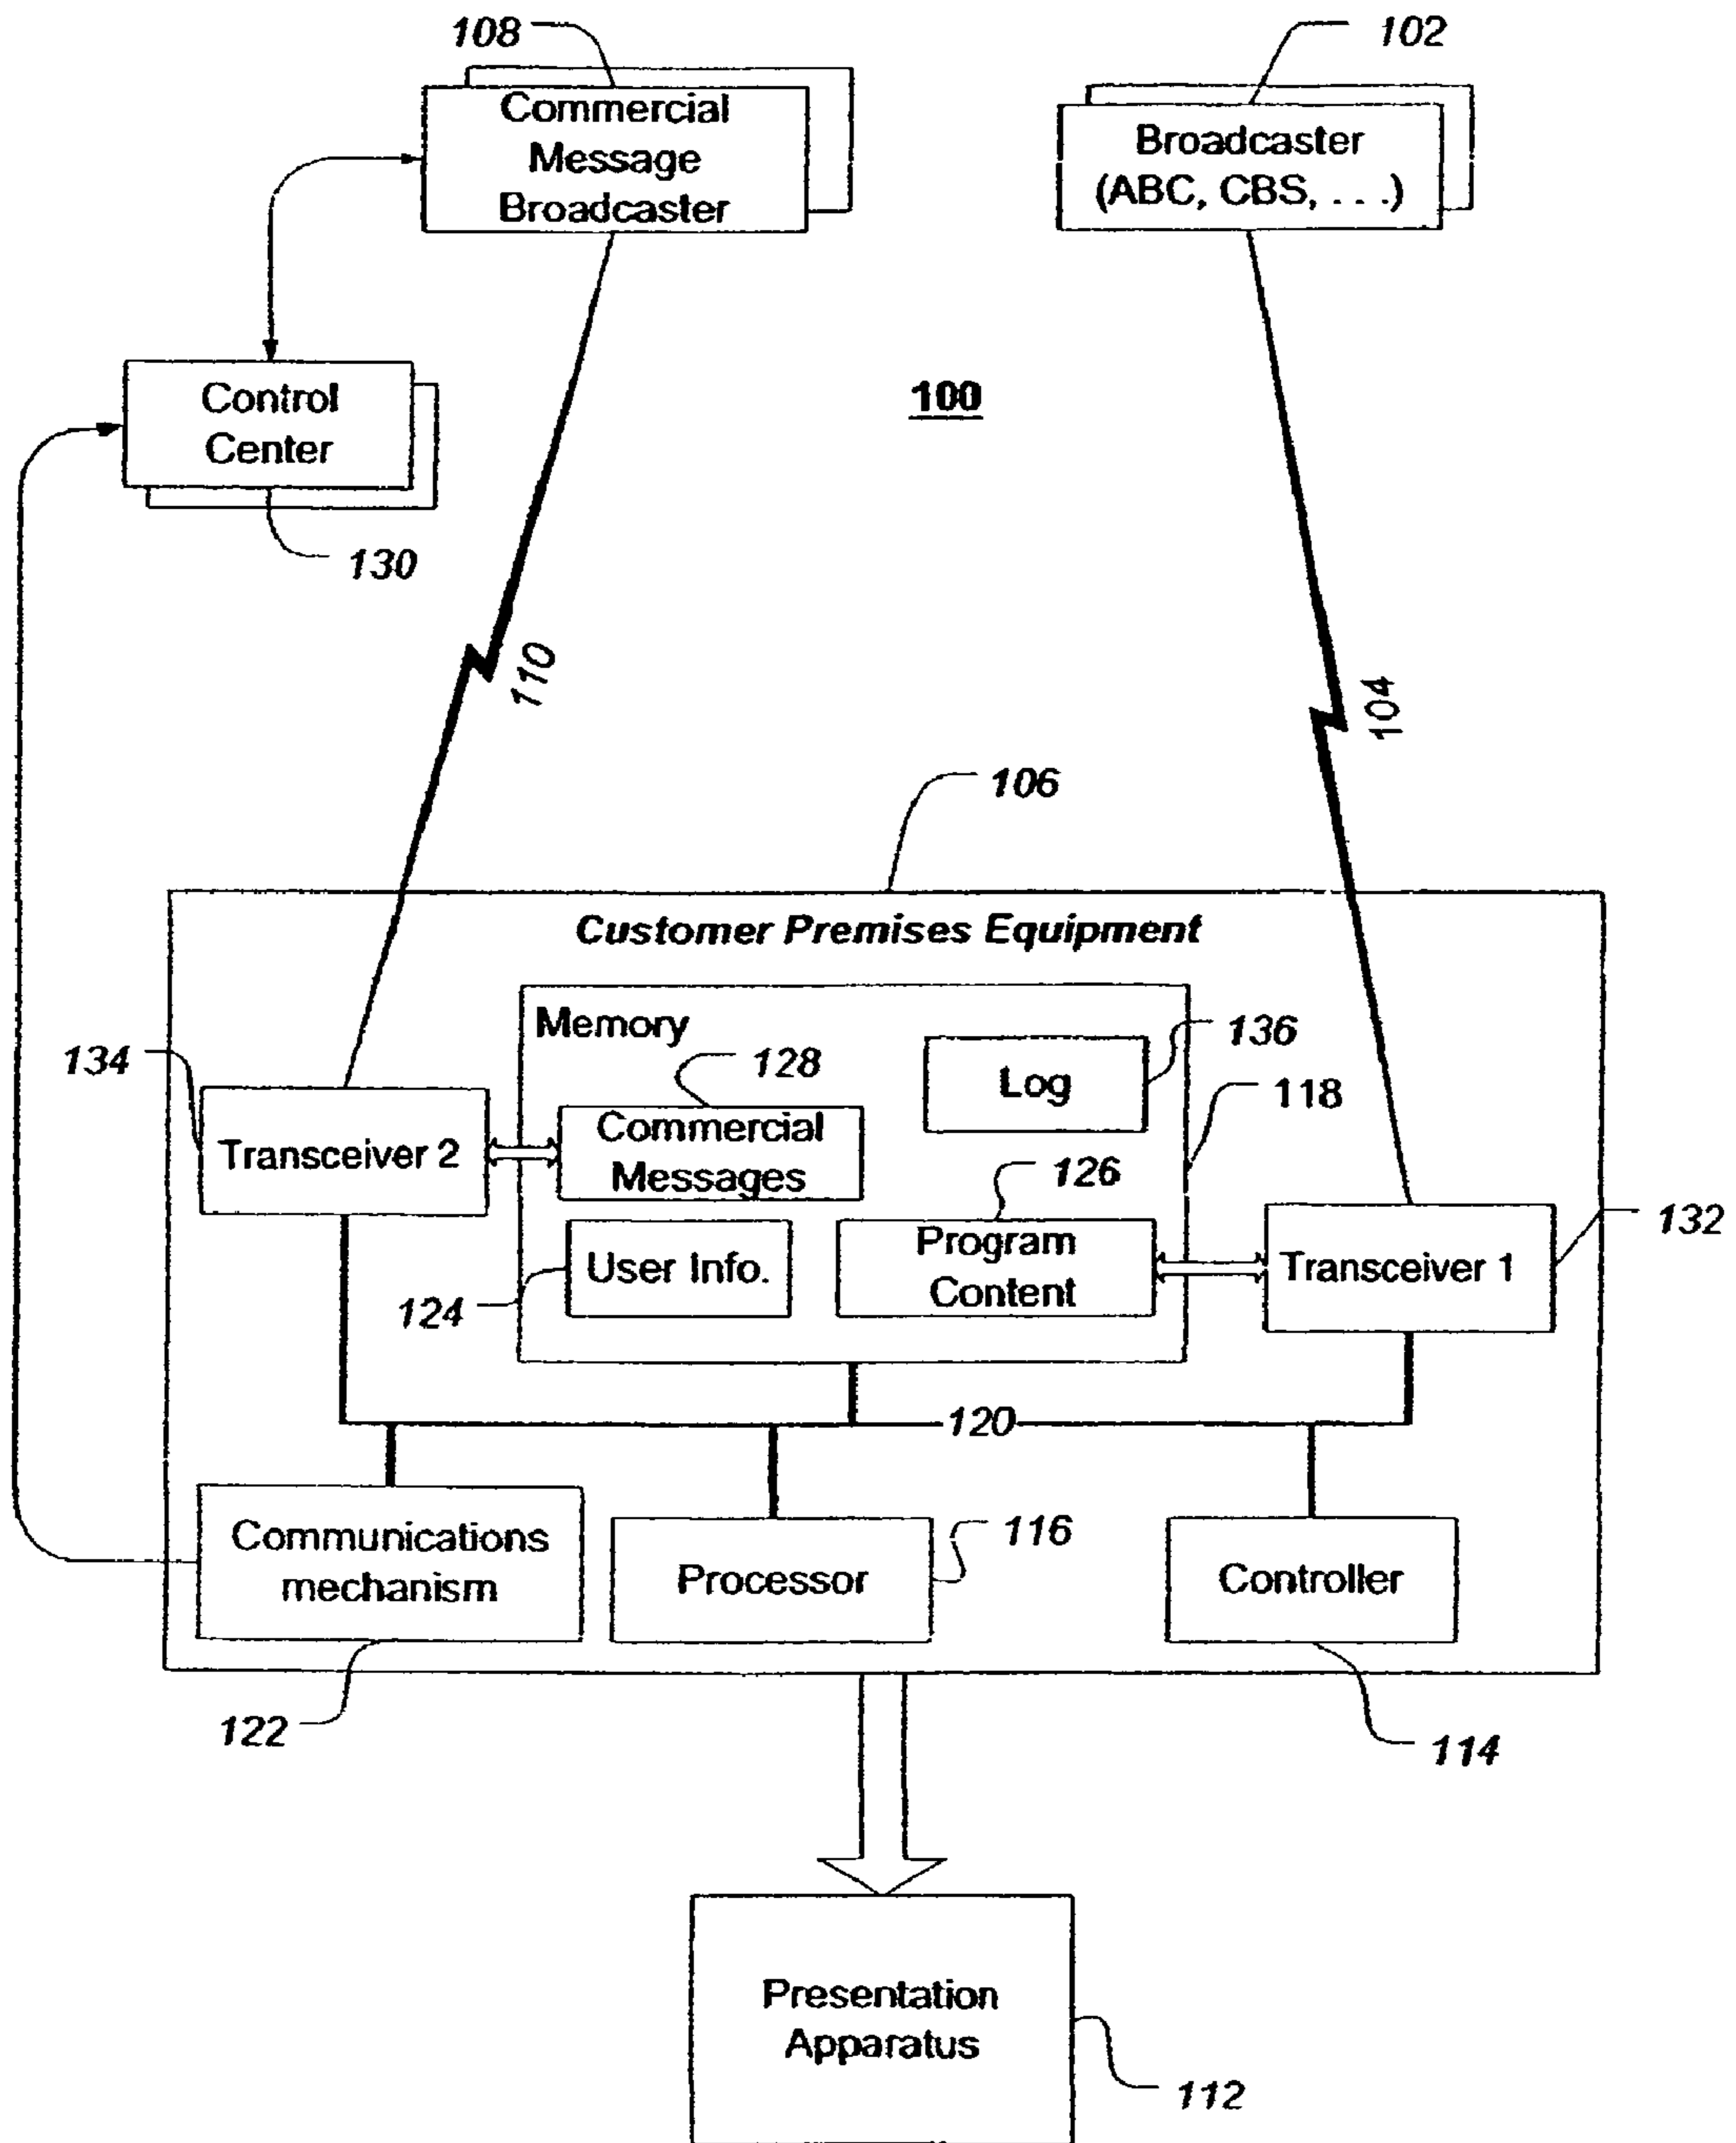 108
102
Commercial
Message
Broadcaster
Broadcaster
(ABC, CBS, . . .)
Control
Center
100
130
110
104
106
Customer Premises Equipment
Memory
136
134
128
Log
118
Transceiver 2
Commercial
Messages
126
132
User Info.
Program
Content
Transceiver 1
124
120
Communications
mechanism
Processor
116
Controller
122
114
Presentation
Apparatus
112